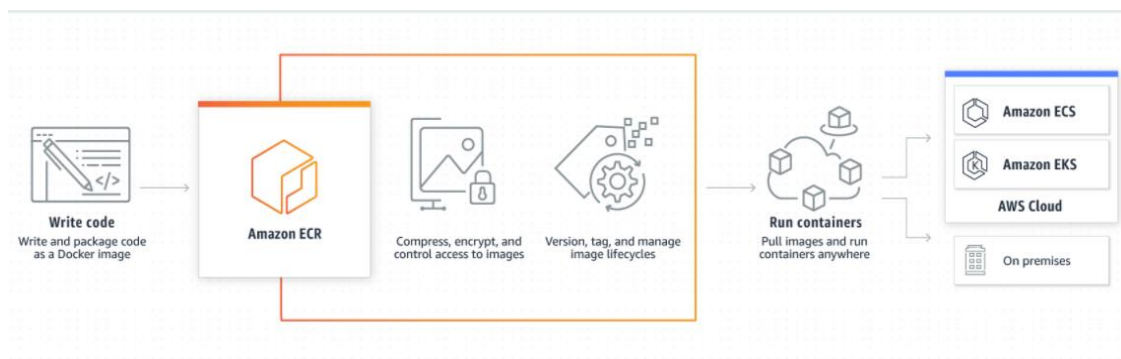 Write code
Write and package code
as a Docker image
</>
Amazon ECR
Compress, encrypt, and
control access to images
Version, tag, and manage
image lifecycles
Run containers
Pull images and run
containers anywhere
Amazon ECS
K
Amazon EKS
AWS Cloud
On premises